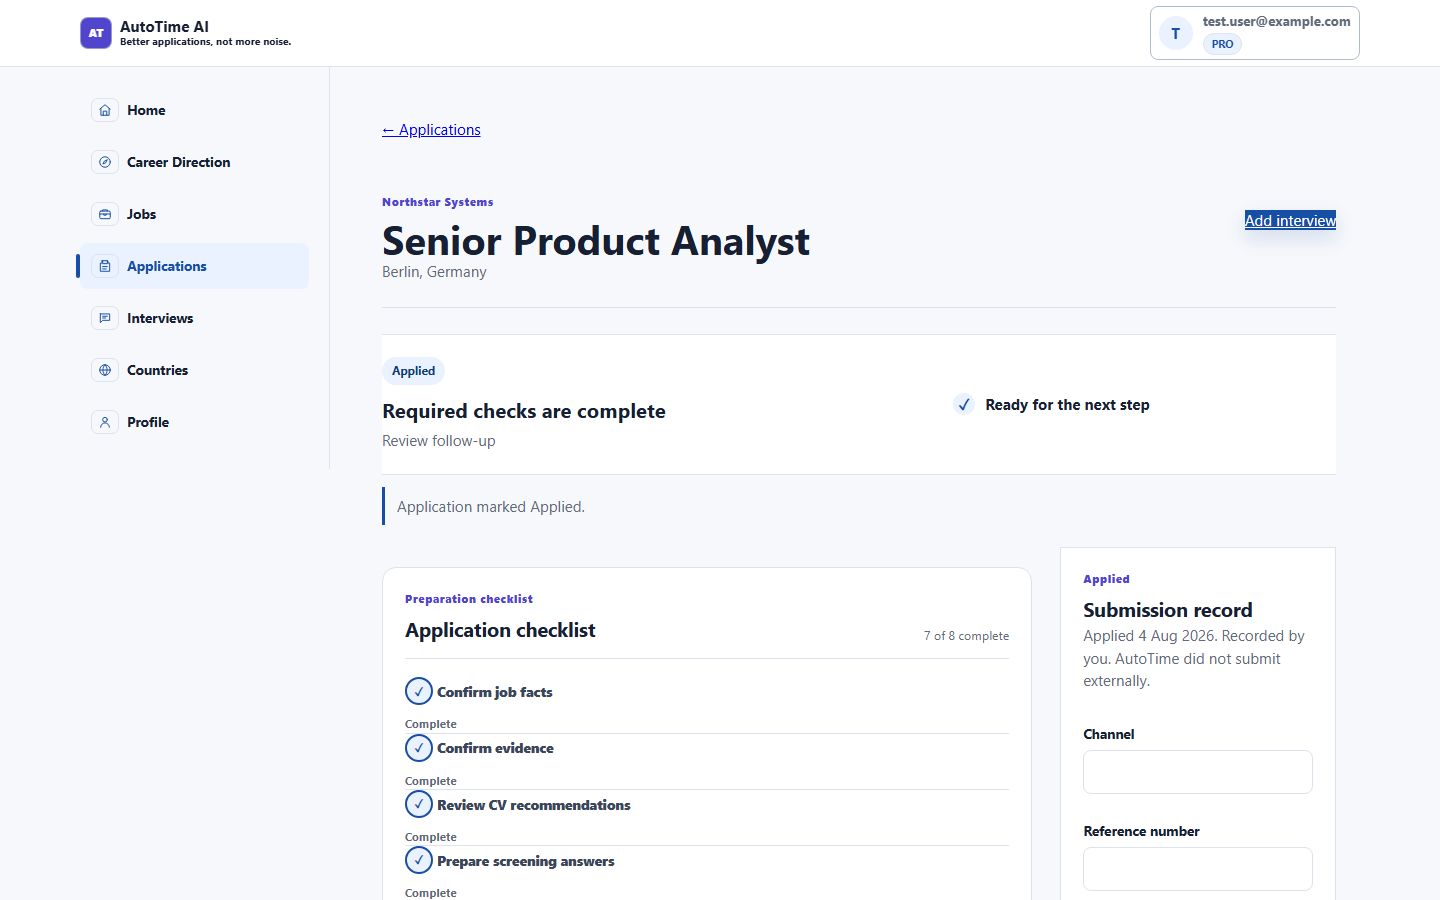 AT
AutoTime AI
Better applications, not more noise.
T
test.user@example.com
PRO
Home
Career Direction
Jobs
Applications
Interviews
Countries
Profile
← Applications
Northstar Systems
Senior Product Analyst
Berlin, Germany
Add interview
Applied
Required checks are complete
Review follow-up
✓ Ready for the next step
Application marked Applied.
Preparation checklist
Application checklist
7 of 8 complete
✓ Confirm job facts
Complete
✓ Confirm evidence
Complete
✓ Review CV recommendations
Complete
✓ Prepare screening answers
Complete
Applied
Submission record
Applied 4 Aug 2026. Recorded by
you. AutoTime did not submit
externally.
Channel
Reference number